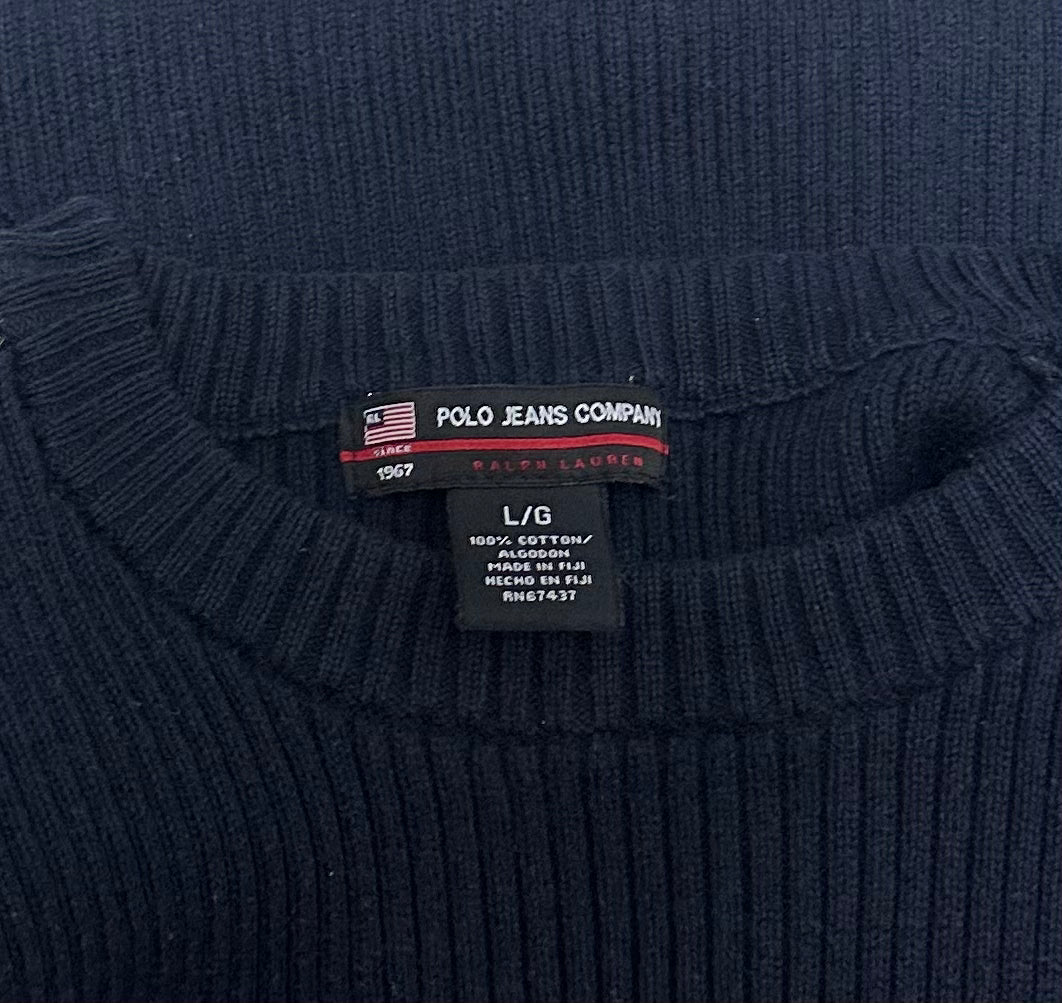 RL
POLO JEANS COMPANY
SINCE
1967
RALPH LAUREN
L/G
100% COTTON/
ALGODON
MADE IN FIJI
HECHO EN FIJI
RN67437